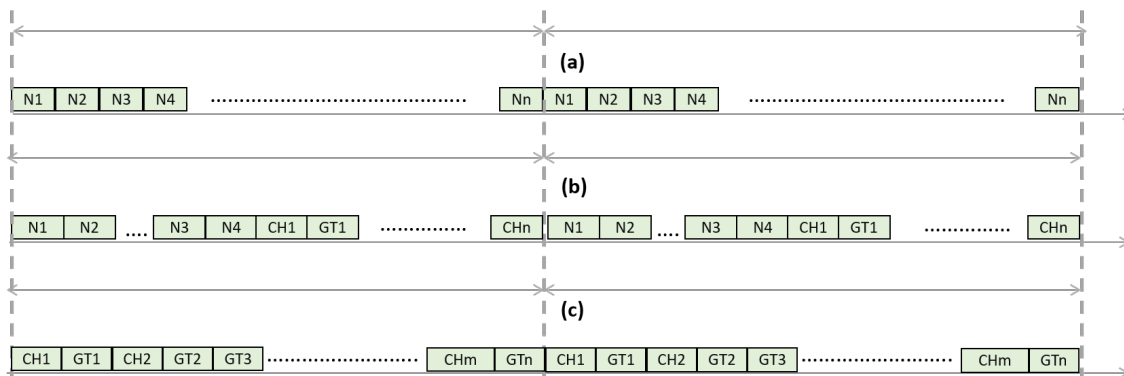 (a)
N1 N2 N3 N4 ........................................ Nn N1 N2 N3 N4 ........................................ Nn
(b)
N1 N2 .... N3 N4 CH1 GT1 ............... CHn N1 N2 .... N3 N4 CH1 GT1 ............... CHn
(c)
CH1 GT1 CH2 GT2 GT3 ........................ CHm GTn CH1 GT1 CH2 GT2 GT3 ........................ CHm GTn